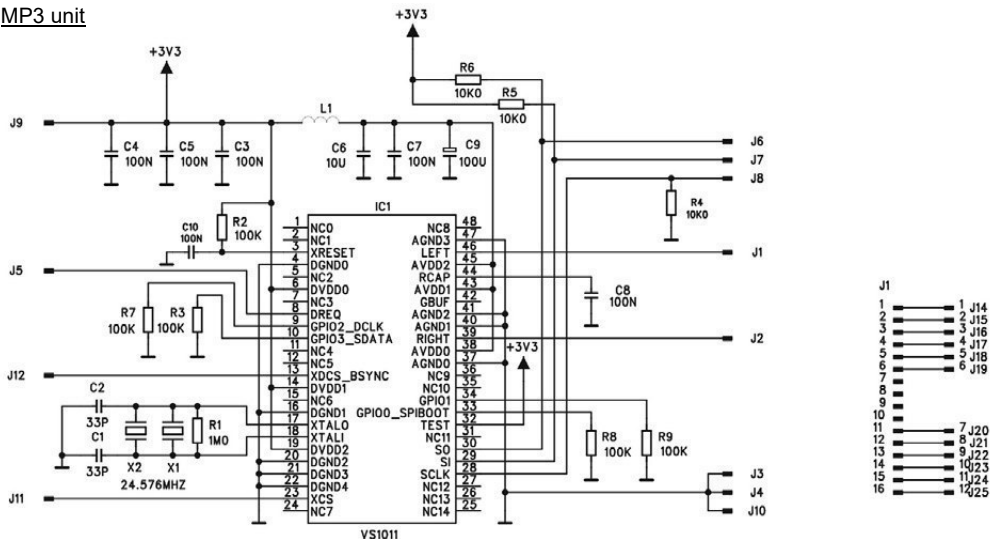 MP3 unit
+3V3
+3V3
R6
10K0
R5
10K0
J9
L1
C4
100N
C5
100N
C3
100N
C6
10U
C7
100N
C9
100U
J6
J7
J8
R4
10K0
IC1
C10
100N
R2
100K
1 NC0
2 NC1
3 XRESET
4 DGND0
5 NC2
6 DVDD0
7 NC3
8 DREQ
9 GPIO2_DCLK
10 GPIO3_SDATA
11 NC4
12 NC5
13 XDCS_BSYNC
14 DVDD1
15 NC6
16 DGND1
17 XTALO
18 XTALI
19 DVDD2
20 DGND2
21 DGND3
22 DGND4
23 XCS
24 NC7
NC8 48
AGND3 47
LEFT 46
AVDD2 45
RCAP 44
AVDD1 43
GBUF 42
AGND2 41
AGND1 40
RIGHT 39
AVDD0 38
AGND0 37
NC9 36
NC10 35
GPIO1 34
GPIO0_SPIBOOT 33
TEST 32
NC11 31
SO 30
SI 29
SCLK 28
NC12 27
NC13 26
NC14 25
VS1011
J5
R7
100K
R3
100K
J12
C2
33P
C1
33P
X2
X1
R1
1M0
24.576MHZ
J11
J1
C8
100N
J2
+3V3
R8
100K
R9
100K
J3
J4
J10
J1
1 1 J14
2 2 J15
3 3 J16
4 4 J17
5 5 J18
6 6 J19
7
8
9
10
11 7 J20
12 8 J21
13 9 J22
14 10 J23
15 11 J24
16 12 J25